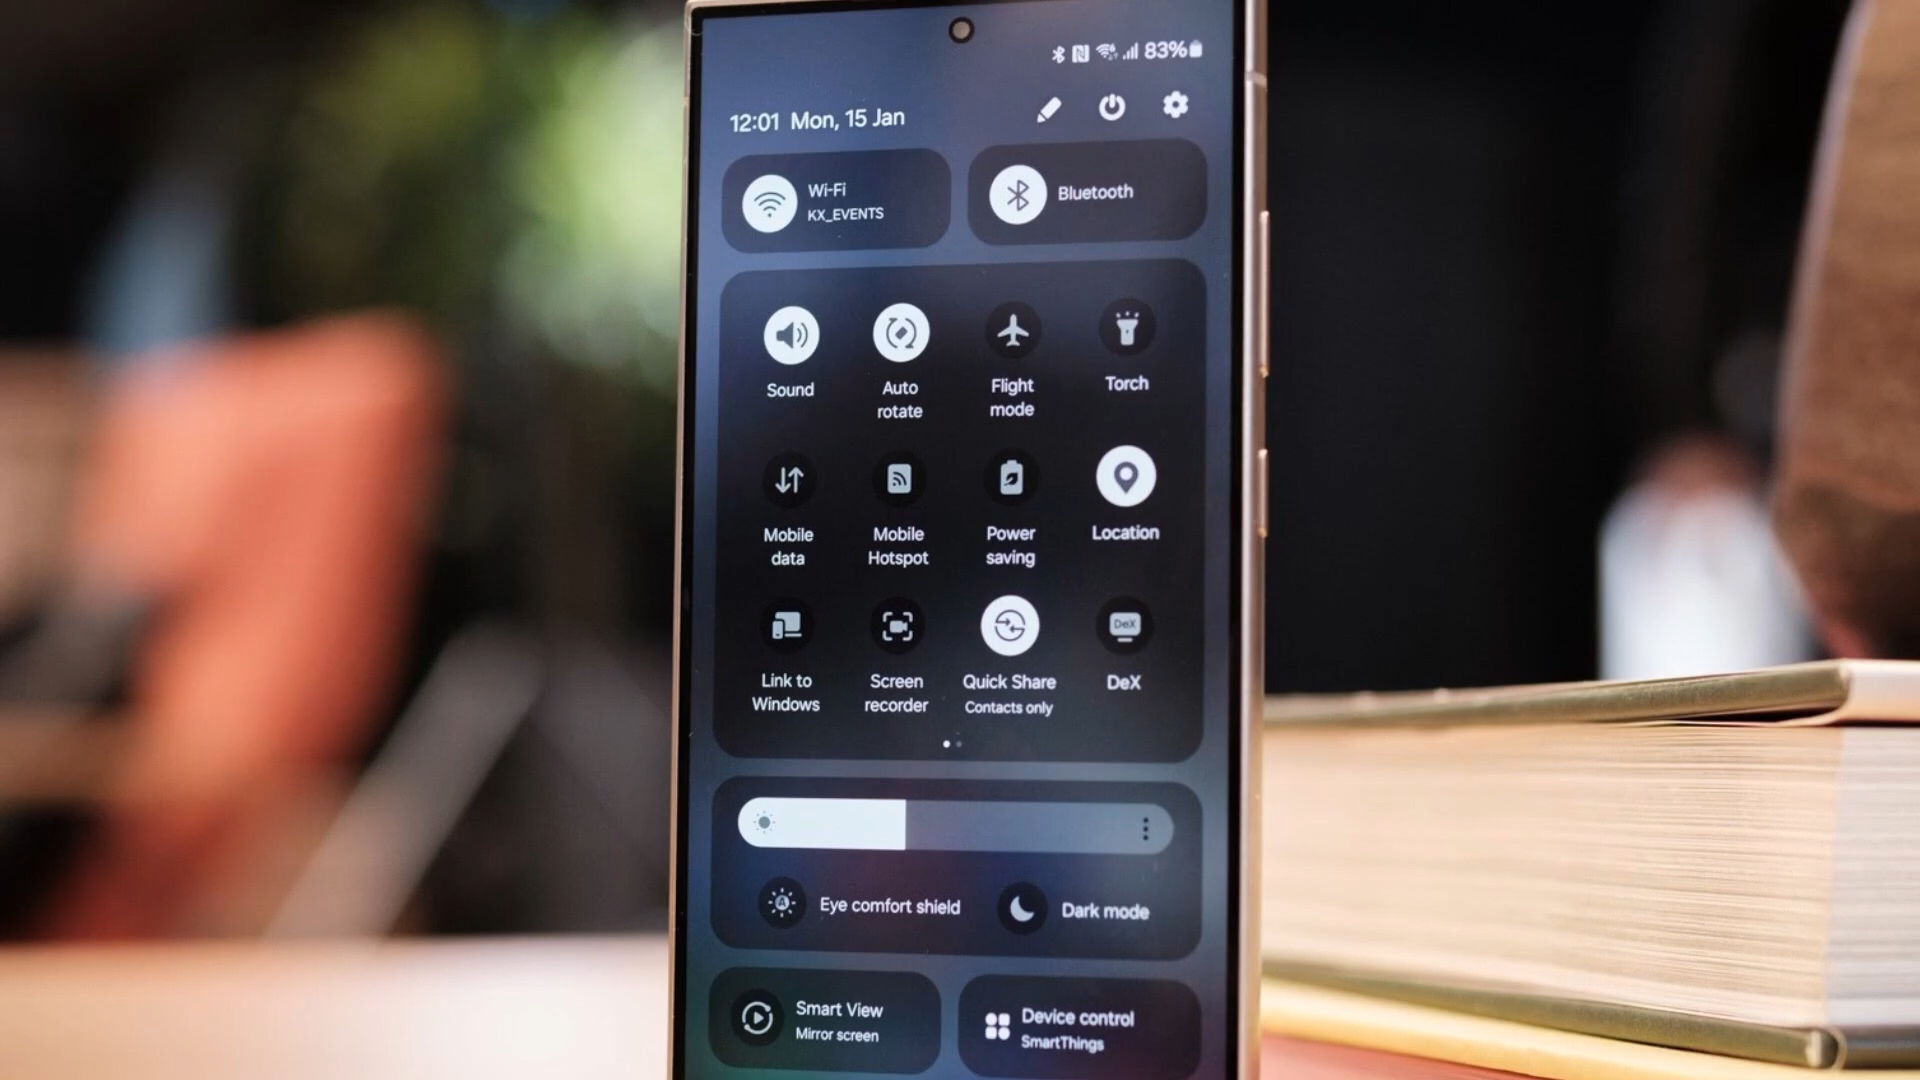 83%
12:01 Mon, 15 Jan
Wi-Fi
KX_EVENTS
Bluetooth
Sound
Auto
rotate
Flight
mode
Torch
Mobile
data
Mobile
Hotspot
Power
saving
Location
Link to
Windows
Screen
recorder
Quick Share
Contacts only
DeX
DeX
Eye comfort shield
Dark mode
Smart View
Mirror screen
Device control
SmartThings